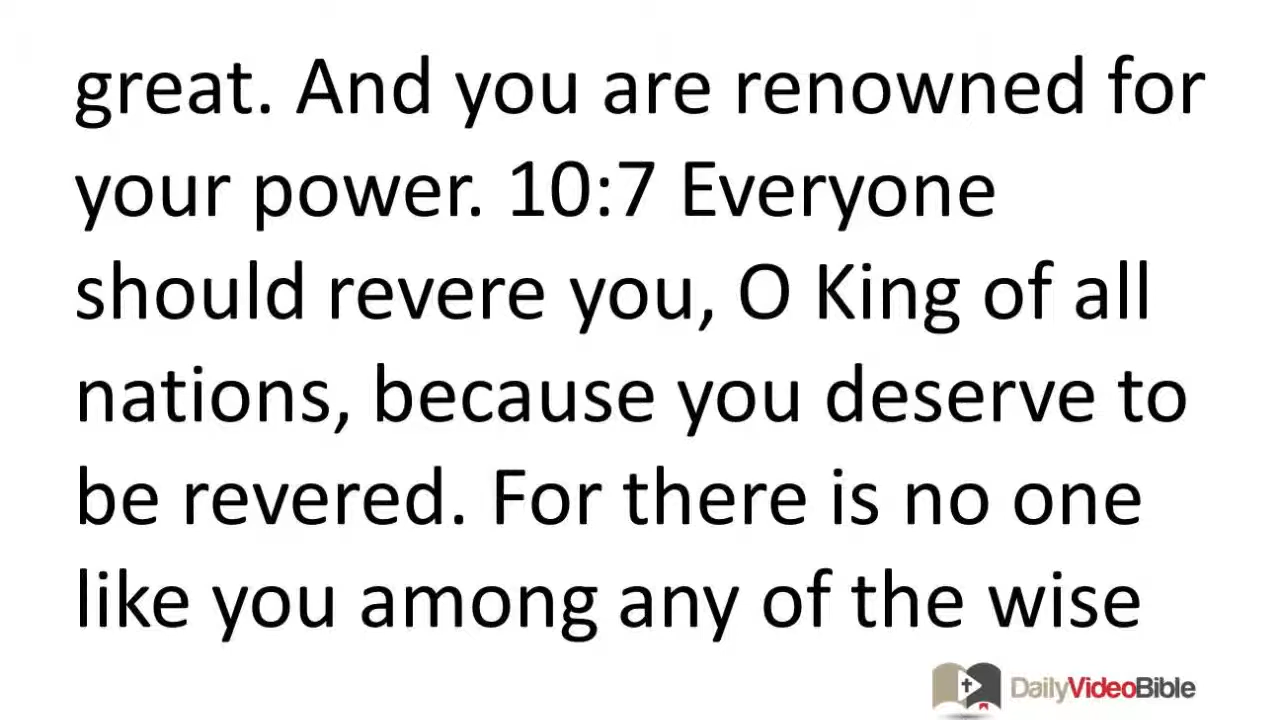 great. And you are renowned for
your power. 10:7 Everyone
should revere you, O King of all
nations, because you deserve to
be revered. For there is no one
like you among any of the wise
DailyVideoBible